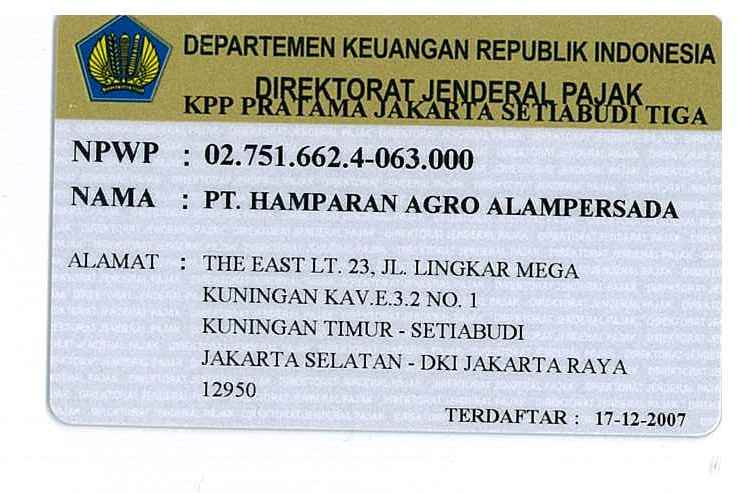 DEPARTEMEN KEUANGAN REPUBLIK INDONESIA
DIREKTORAT JENDERAL PAJAK
KPP PRATAMA JAKARTA SETIABUDI TIGA
NPWP : 02.751.662.4-063.000
NAMA : PT. HAMPARAN AGRO ALAMPERSADA
ALAMAT : THE EAST LT. 23, JL. LINGKAR MEGA
KUNINGAN KAV.E.3.2 NO. 1
KUNINGAN TIMUR - SETIABUDI
JAKARTA SELATAN - DKI JAKARTA RAYA
12950
TERDAFTAR : 17-12-2007